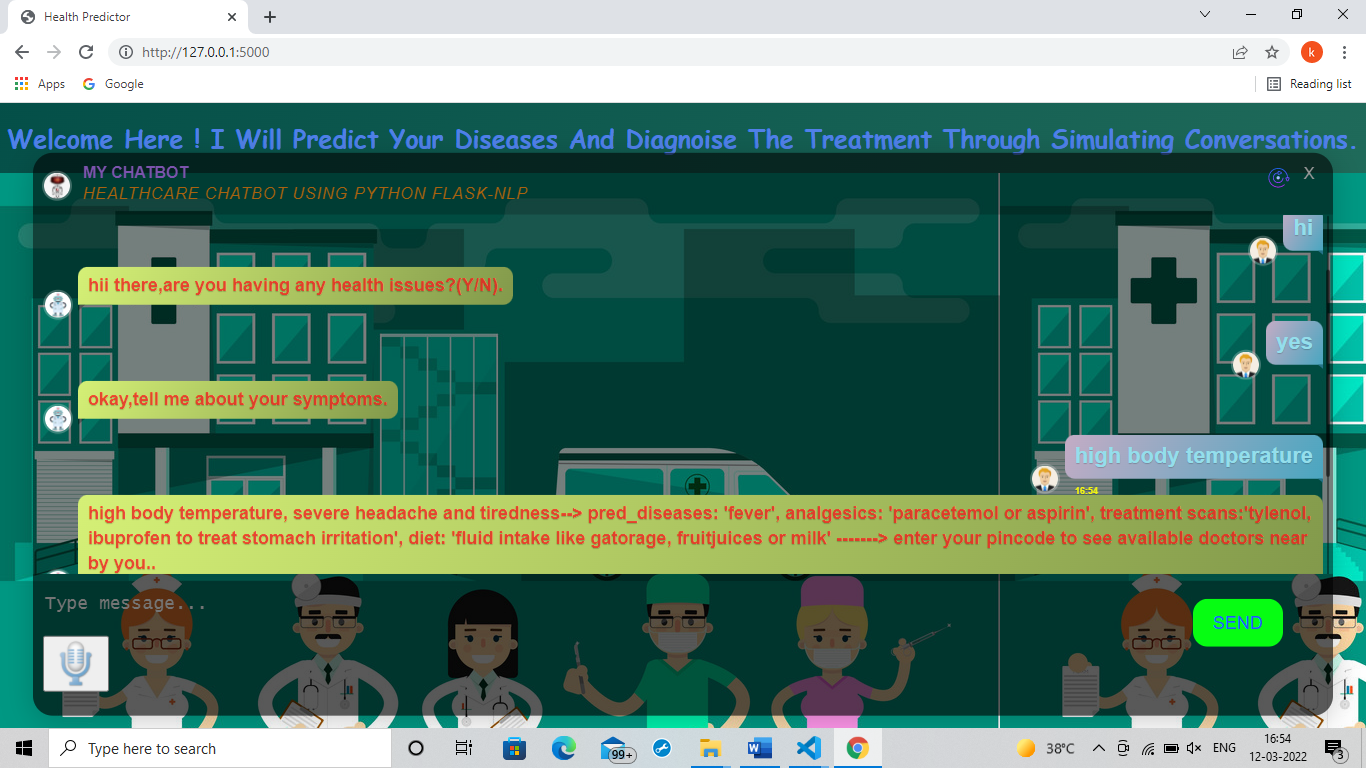 Health Predictor
http://127.0.0.1:5000
k
Apps
Google
Reading list
Welcome Here ! I Will Predict Your Diseases And Diagnoise The Treatment Through Simulating Conversations.
MY CHATBOT
X
HEALTHCARE CHATBOT USING PYTHON FLASK-NLP
hi
hii there,are you having any health issues?(Y/N).
yes
okay,tell me about your symptoms.
high body temperature
16:54
high body temperature, severe headache and tiredness--> pred_diseases: 'fever', analgesics: 'paracetemol or aspirin', treatment scans:'tylenol,
ibuprofen to treat stomach irritation', diet: 'fluid intake like gatorage, fruitjuices or milk' -------> enter your pincode to see available doctors near
by you..
Type message...
SEND
Type here to search
99+
38°C
ENG
16:54
12-03-2022
3